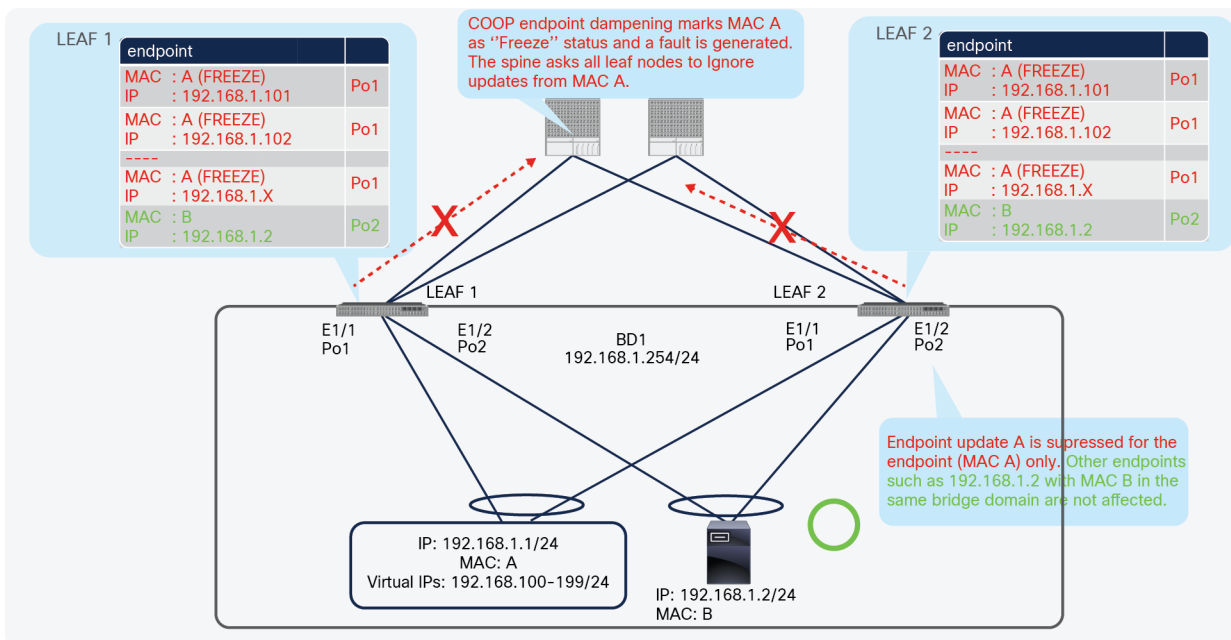 LEAF 1
endpoint
MAC : A (FREEZE)
IP : 192.168.1.101
Po1
MAC : A (FREEZE)
IP : 192.168.1.102
Po1
----
MAC : A (FREEZE)
IP : 192.168.1.X
Po1
MAC : B
IP : 192.168.1.2
Po2
COOP endpoint dampening marks MAC A
as ‘’Freeze’’ status and a fault is generated.
The spine asks all leaf nodes to Ignore
updates from MAC A.
LEAF 2
endpoint
MAC : A (FREEZE)
IP : 192.168.1.101
Po1
MAC : A (FREEZE)
IP : 192.168.1.102
Po1
----
MAC : A (FREEZE)
IP : 192.168.1.X
Po1
MAC : B
IP : 192.168.1.2
Po2
X
X
LEAF 1
LEAF 2
E1/1
Po1
E1/2
Po2
BD1
192.168.1.254/24
E1/1
Po1
E1/2
Po2
Endpoint update A is supressed for the
endpoint (MAC A) only. Other endpoints
such as 192.168.1.2 with MAC B in the
same bridge domain are not affected.
IP: 192.168.1.1/24
MAC: A
Virtual IPs: 192.168.100-199/24
IP: 192.168.1.2/24
MAC: B